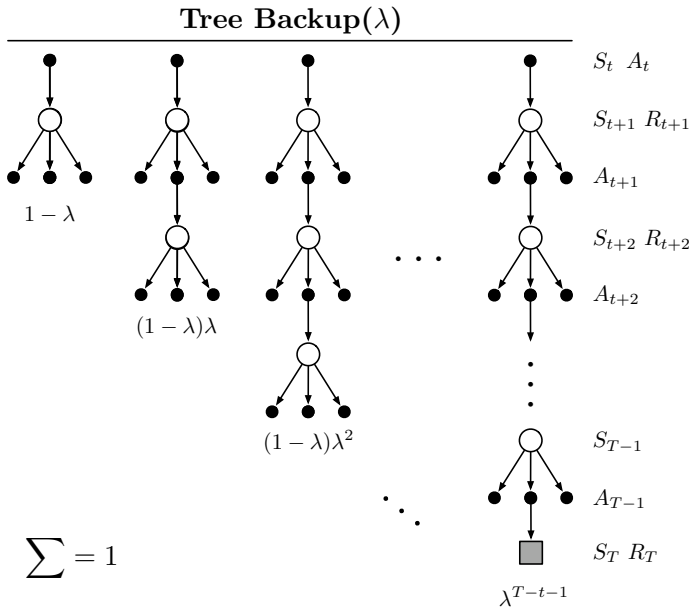 Tree Backup(λ)
S_t A_t
S_{t+1} R_{t+1}
A_{t+1}
1 − λ
S_{t+2} R_{t+2}
· · ·
A_{t+2}
(1 − λ)λ
(1 − λ)λ^2
S_{T−1}
A_{T−1}
∑ = 1
S_T R_T
λ^{T−t−1}